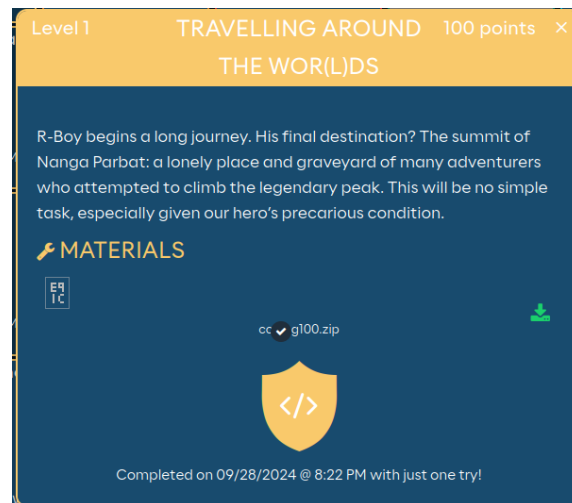 Level 1
TRAVELLING AROUND
100 points ×
THE WOR(L)DS
R-Boy begins a long journey. His final destination? The summit of
Nanga Parbat: a lonely place and graveyard of many adventurers
who attempted to climb the legendary peak. This will be no simple
task, especially given our hero’s precarious condition.
MATERIALS
g100.zip
</>
Completed on 09/28/2024 @ 8:22 PM with just one try!